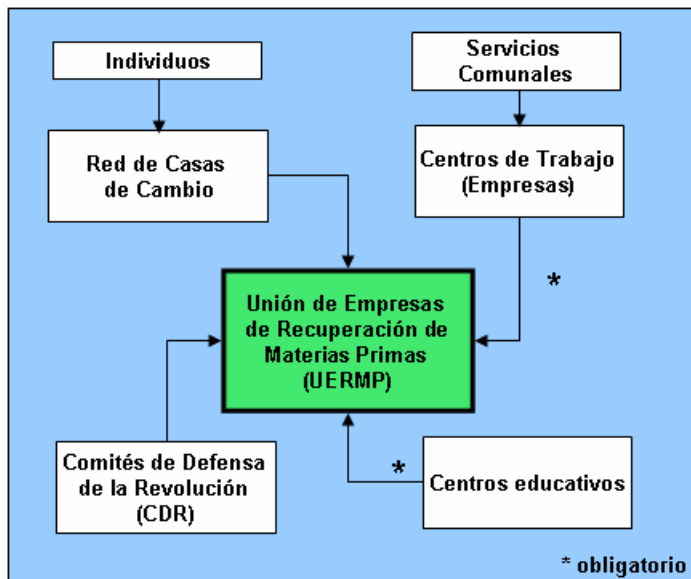 Individuos
Servicios
Comunales
Red de Casas
de Cambio
Centros de Trabajo
(Empresas)
*
Unión de Empresas
de Recuperación de
Materias Primas
(UERMP)
Comités de Defensa
de la Revolución
(CDR)
*
Centros educativos
* obligatorio